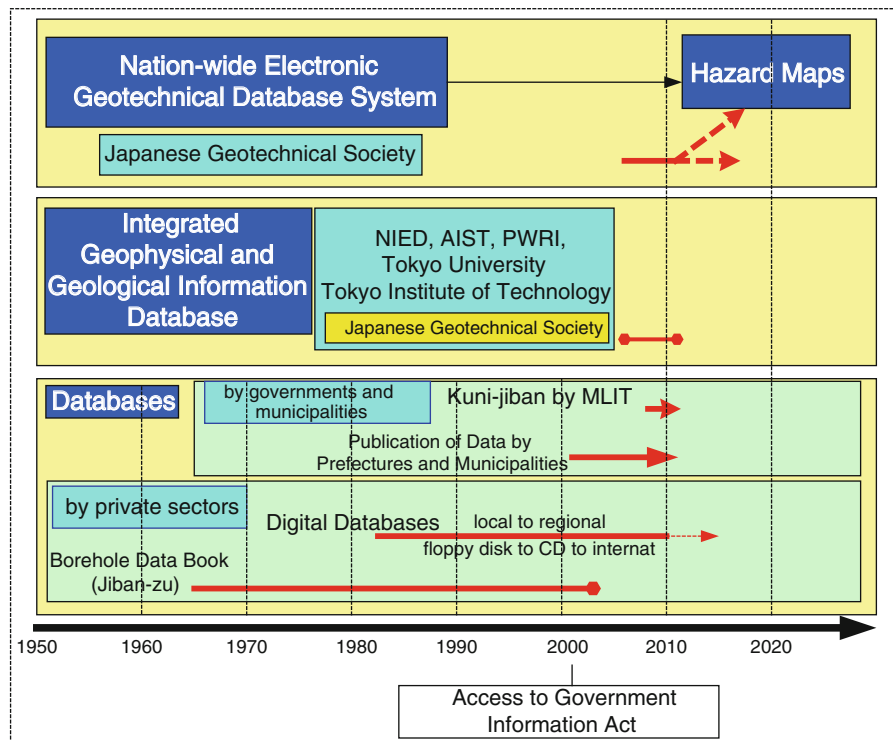 Nation-wide Electronic
Geotechnical Database System
Hazard Maps
Japanese Geotechnical Society
Integrated
Geophysical and
Geological Information
Database
NIED, AIST, PWRI,
Tokyo University
Tokyo Institute of Technology
Japanese Geotechnical Society
Databases
by governments and
municipalities
Kuni-jiban by MLIT
Publication of Data by
Prefectures and Municipalities
by private sectors
Digital Databases
local to regional
floppy disk to CD to internat
Borehole Data Book
(Jiban-zu)
1950 1960 1970 1980 1990 2000 2010 2020
Access to Government
Information Act